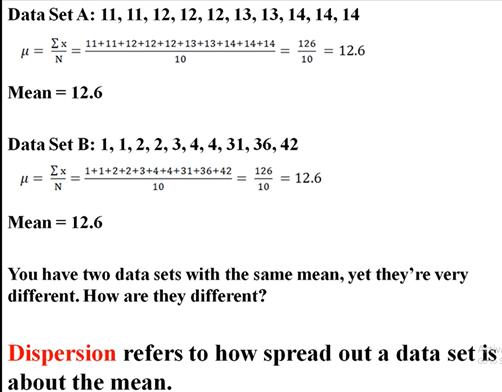 Data Set A: 11, 11, 12, 12, 12, 13, 13, 14, 14, 14
μ = Σx/N = 11+11+12+12+12+13+13+14+14+14/10 = 126/10 = 12.6
Mean = 12.6
Data Set B: 1, 1, 2, 2, 3, 4, 4, 31, 36, 42
μ = Σx/N = 1+1+2+2+3+4+4+31+36+42/10 = 126/10 = 12.6
Mean = 12.6
You have two data sets with the same mean, yet they're very
different. How are they different?
Dispersion refers to how spread out a data set is
about the mean.